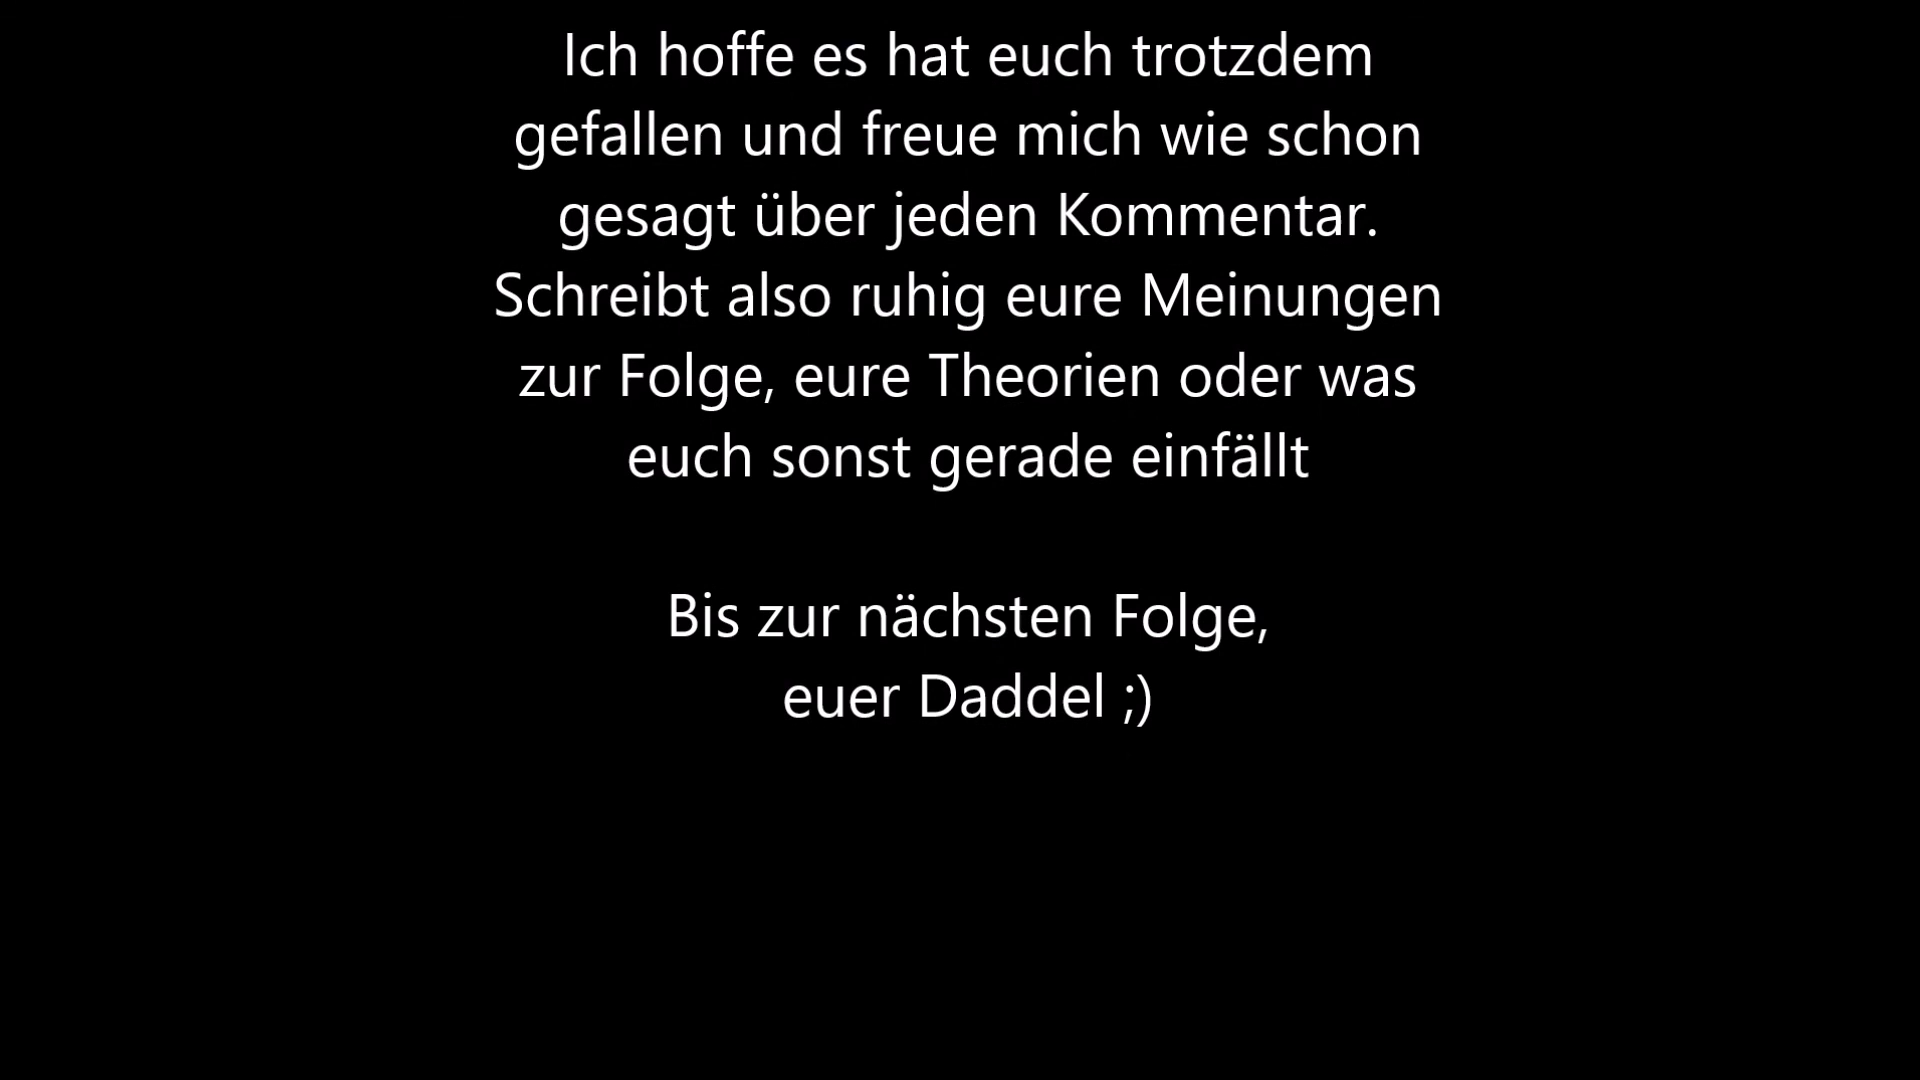 Ich hoffe es hat euch trotzdem
gefallen und freue mich wie schon
gesagt über jeden Kommentar.
Schreibt also ruhig eure Meinungen
zur Folge, eure Theorien oder was
euch sonst gerade einfällt
Bis zur nächsten Folge,
euer Daddel ;)